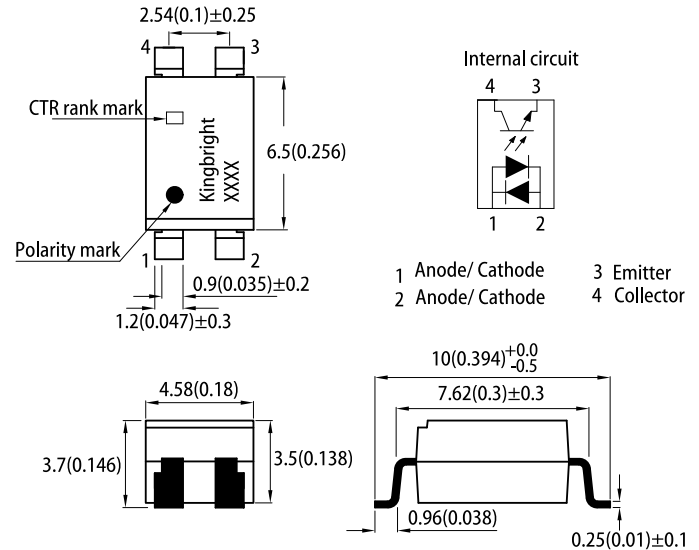 2.54(0.1)±0.25
4
3
CTR rank mark
Kingbright
XXXX
6.5(0.256)
Polarity mark
1
2
0.9(0.035)±0.2
1.2(0.047)±0.3
Internal circuit
4 3
1 2
1 Anode/ Cathode
2 Anode/ Cathode
3 Emitter
4 Collector
4.58(0.18)
3.7(0.146)
3.5(0.138)
10(0.394)+0.0
-0.5
7.62(0.3)±0.3
0.96(0.038)
0.25(0.01)±0.1